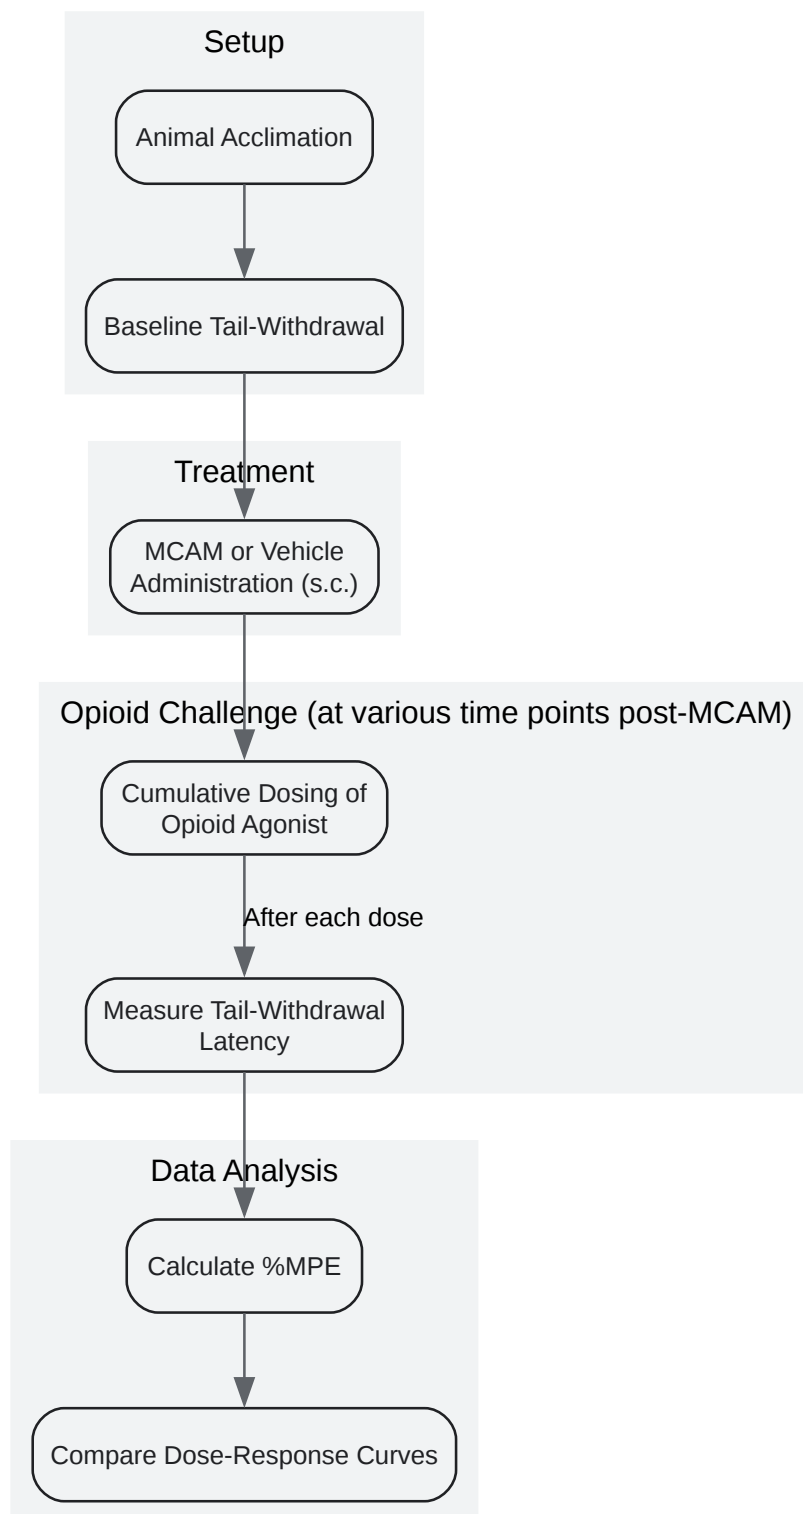 Setup
Animal Acclimation
Baseline Tail-Withdrawal
Treatment
MCAM or Vehicle
Administration (s.c.)
Opioid Challenge (at various time points post-MCAM)
Cumulative Dosing of
Opioid Agonist
After each dose
Measure Tail-Withdrawal
Latency
Data Analysis
Calculate %MPE
Compare Dose-Response Curves